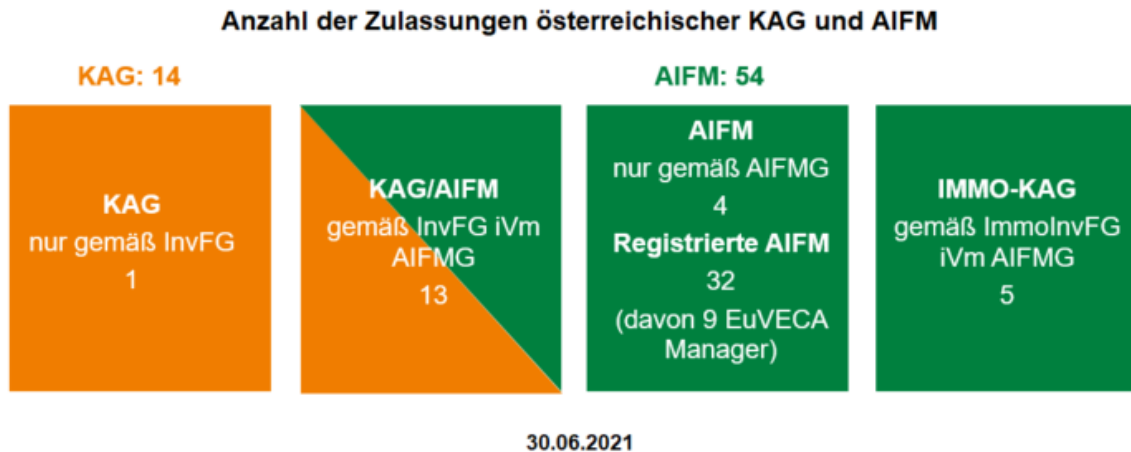 Anzahl der Zulassungen österreichischer KAG und AIFM
KAG: 14
AIFM: 54
KAG
nur gemäß InvFG
1
KAG/AIFM
gemäß InvFG iVm
AIFMG
13
AIFM
nur gemäß AIFMG
4
Registrierte AIFM
32
(davon 9 EuVECA
Manager)
IMMO-KAG
gemäß ImmoInvFG
iVm AIFMG
5
30.06.2021